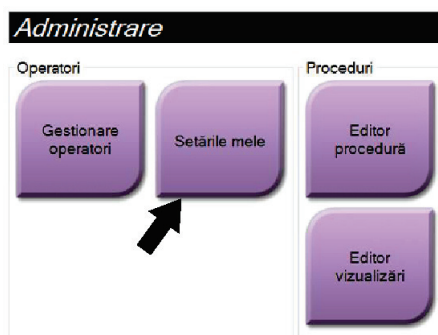 Administrare
Operatori
Gestionare
operatori
Setările mele
Proceduri
Editor
procedură
Editor
vizualizări